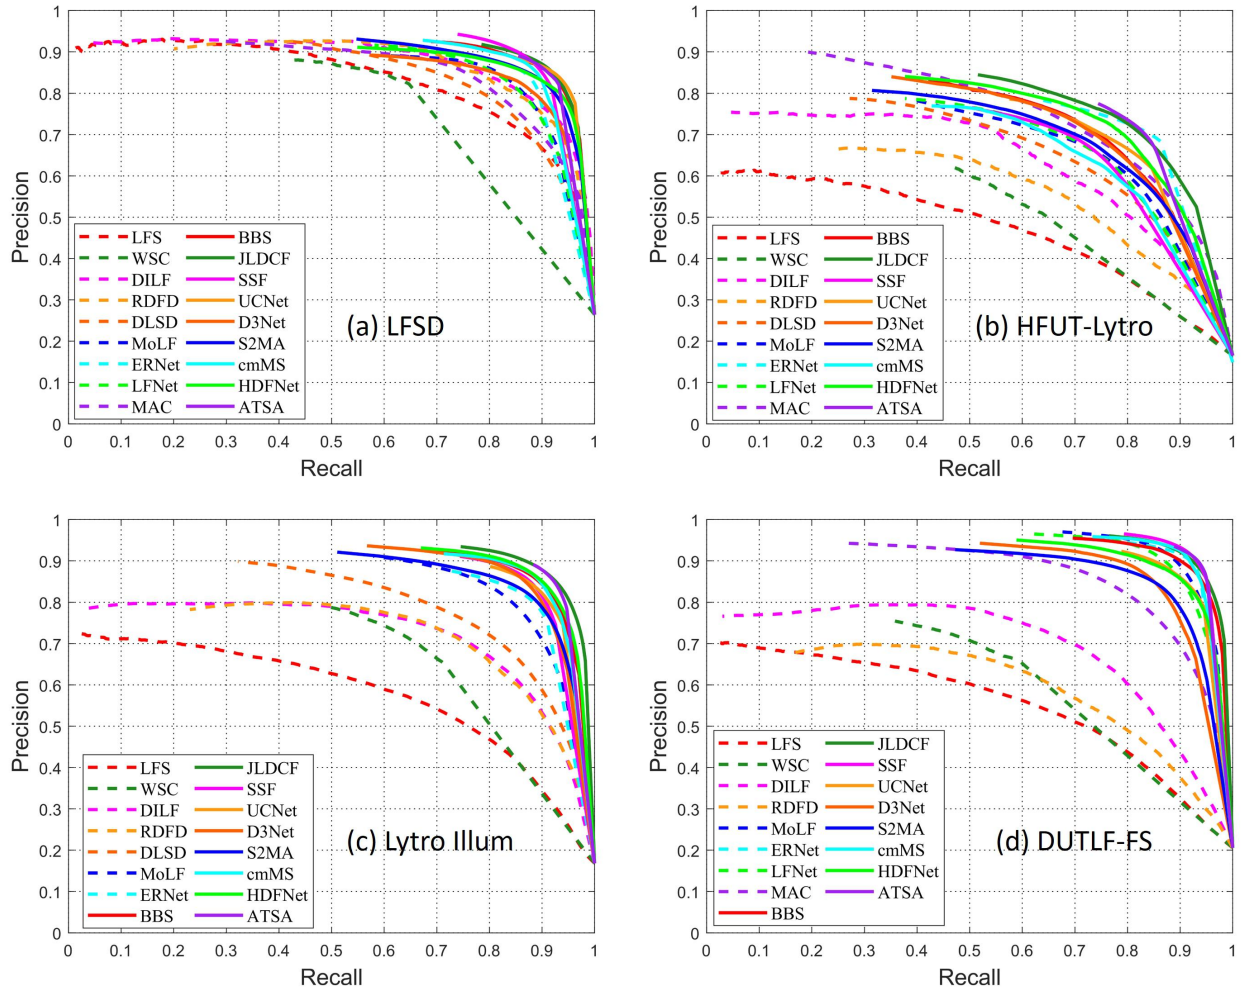 1
0.9
0.8
0.7
0.6
0.5
0.4
0.3
0.2
0.1
0
Precision
LFS BBS
WSC JLDCF
DILF SSF
RDFD UCNet
DLSD D3Net
MoLF S2MA
ERNet cmMS
LFNet HDFNet
MAC ATSA
(a) LFSD
0 0.1 0.2 0.3 0.4 0.5 0.6 0.7 0.8 0.9 1
Recall
1
0.9
0.8
0.7
0.6
0.5
0.4
0.3
0.2
0.1
0
Precision
LFS BBS
WSC JLDCF
DILF SSF
RDFD UCNet
DLSD D3Net
MoLF S2MA
ERNet cmMS
LFNet HDFNet
MAC ATSA
(b) HFUT-Lytro
0 0.1 0.2 0.3 0.4 0.5 0.6 0.7 0.8 0.9 1
Recall
1
0.9
0.8
0.7
0.6
0.5
0.4
0.3
0.2
0.1
0
Precision
LFS JLDCF
WSC SSF
DILF UCNet
RDFD D3Net
DLSD S2MA
MoLF cmMS
ERNet HDFNet
BBS ATSA
(c) Lytro Illum
0 0.1 0.2 0.3 0.4 0.5 0.6 0.7 0.8 0.9 1
Recall
1
0.9
0.8
0.7
0.6
0.5
0.4
0.3
0.2
0.1
0
Precision
LFS JLDCF
WSC SSF
DILF UCNet
RDFD D3Net
MoLF S2MA
ERNet cmMS
LFNet HDFNet
MAC ATSA
BBS
(d) DUTLF-FS
0 0.1 0.2 0.3 0.4 0.5 0.6 0.7 0.8 0.9 1
Recall